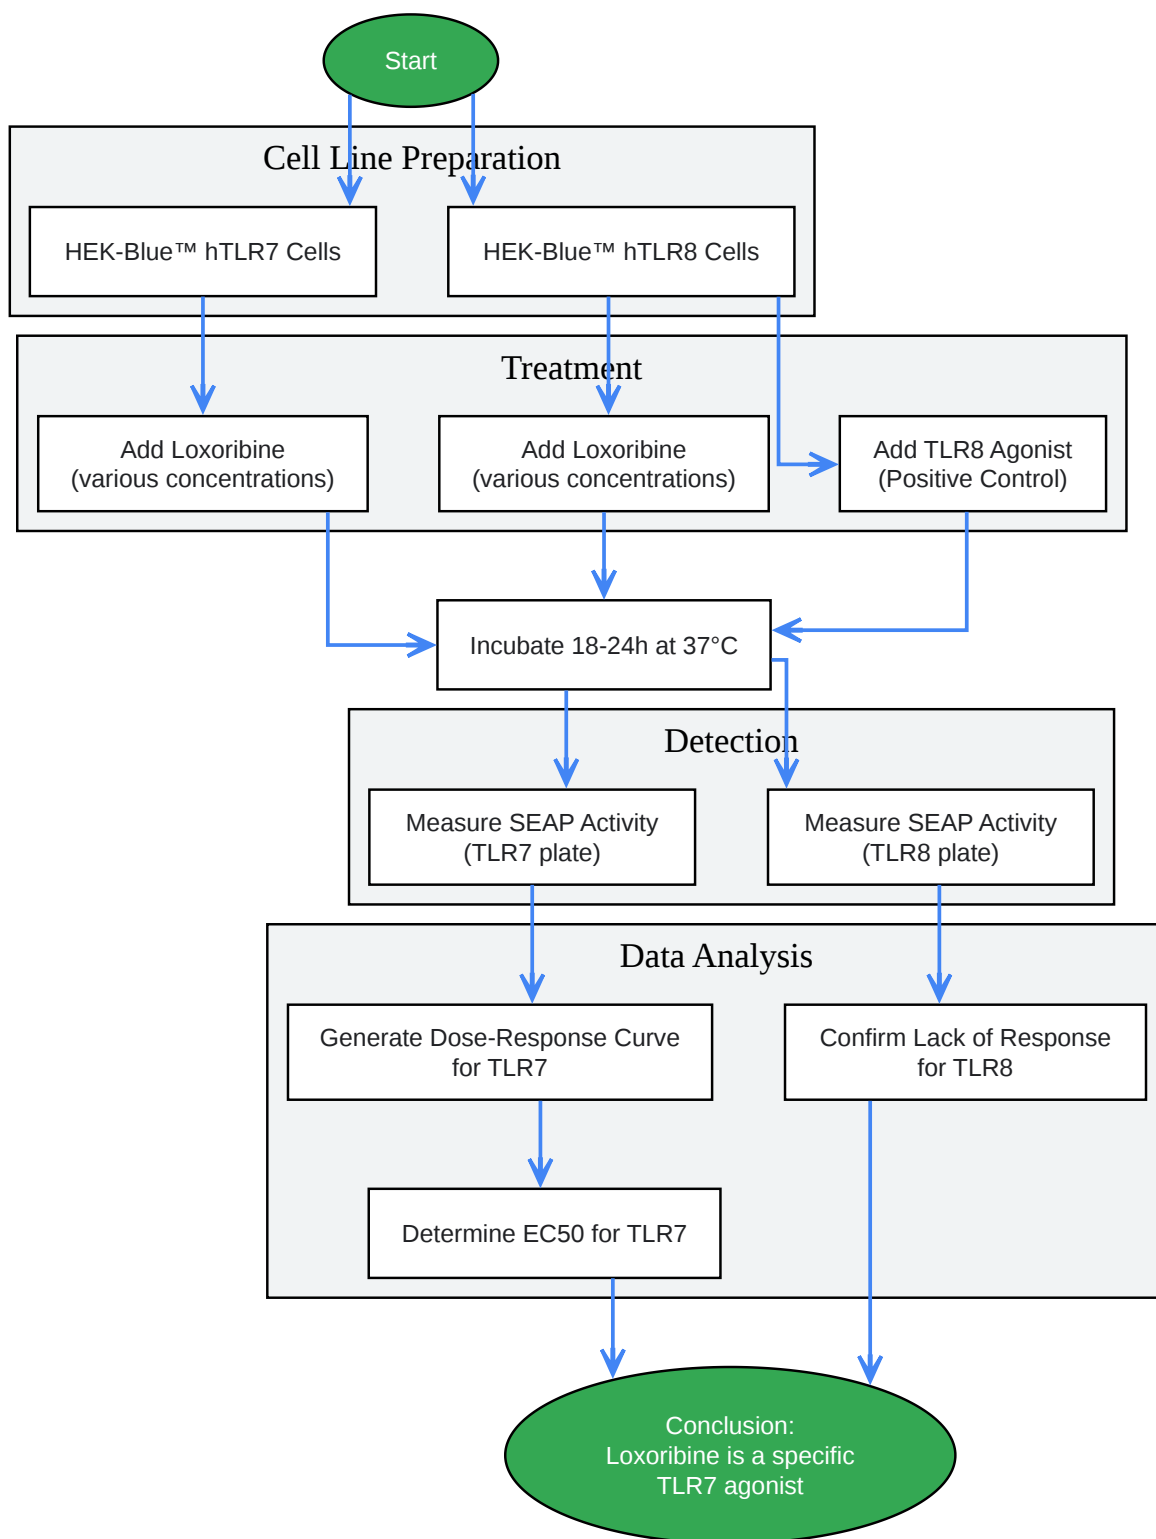 Start
Cell Line Preparation
HEK-Blue™ hTLR7 Cells
HEK-Blue™ hTLR8 Cells
Treatment
Add Loxoribine
(various concentrations)
Add Loxoribine
(various concentrations)
Add TLR8 Agonist
(Positive Control)
Incubate 18-24h at 37°C
Detection
Measure SEAP Activity
(TLR7 plate)
Measure SEAP Activity
(TLR8 plate)
Data Analysis
Generate Dose-Response Curve
for TLR7
Confirm Lack of Response
for TLR8
Determine EC50 for TLR7
Conclusion:
Loxoribine is a specific
TLR7 agonist